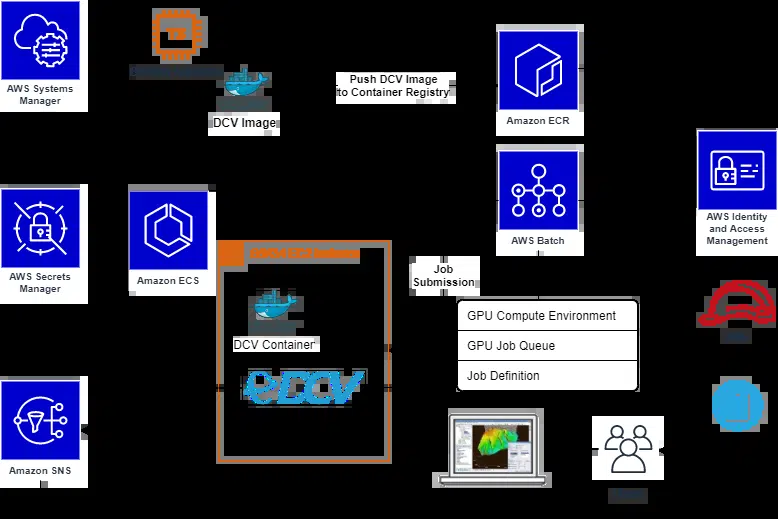 AWS Systems
Manager
T2
DCV Image
Push DCV Image
to Container Registry
Amazon ECR
AWS Identity
and Access
Management
AWS Batch
AWS Secrets
Manager
Amazon ECS
Job
Submission
DCV Container
DCV
GPU Compute Environment
GPU Job Queue
Job Definition
Amazon SNS